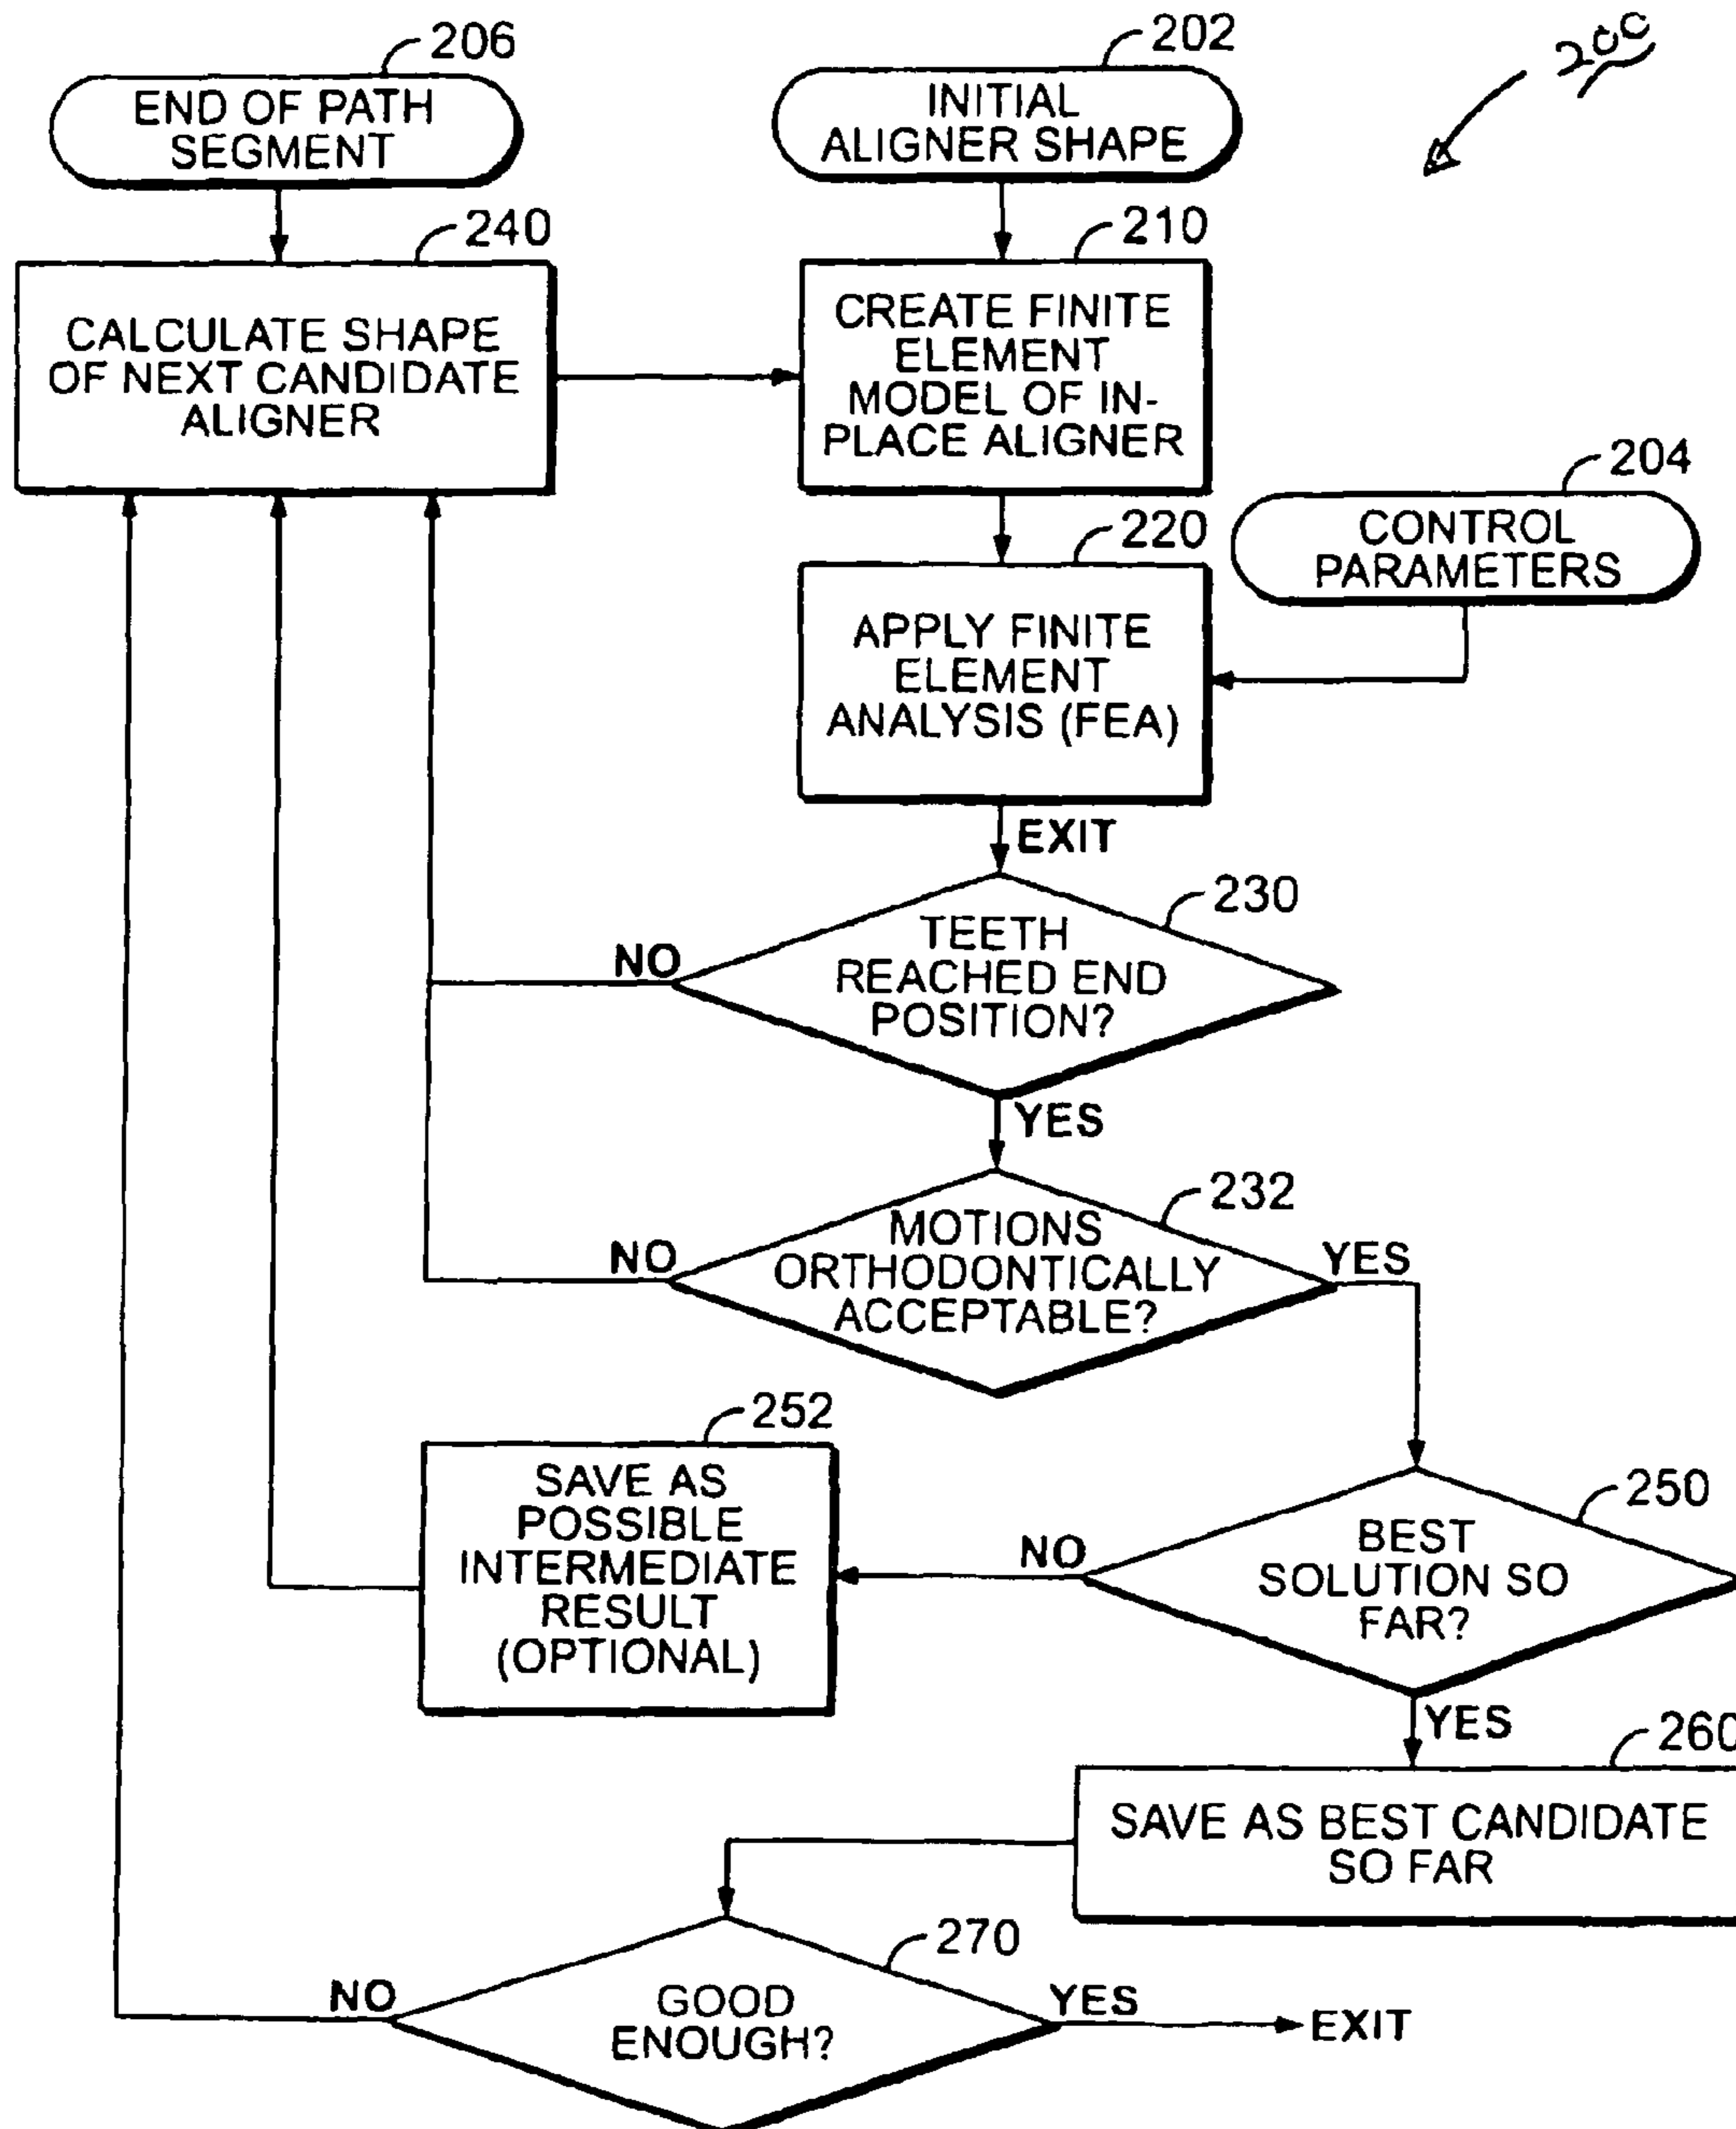 206
END OF PATH
SEGMENT
202
INITIAL
ALIGNER SHAPE
200
240
CALCULATE SHAPE
OF NEXT CANDIDATE
ALIGNER
210
CREATE FINITE
ELEMENT
MODEL OF IN-
PLACE ALIGNER
204
CONTROL
PARAMETERS
220
APPLY FINITE
ELEMENT
ANALYSIS (FEA)
EXIT
230
TEETH
REACHED END
POSITION?
NO
YES
232
MOTIONS
ORTHODONTICALLY
ACCEPTABLE?
NO
YES
252
SAVE AS
POSSIBLE
INTERMEDIATE
RESULT
(OPTIONAL)
250
BEST
SOLUTION SO
FAR?
NO
YES
260
SAVE AS BEST CANDIDATE
SO FAR
270
GOOD
ENOUGH?
NO
YES
EXIT